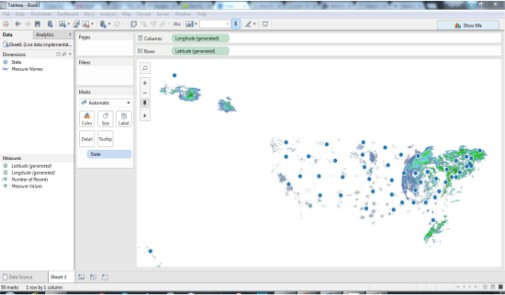 Tableau - Book1
File Data Worksheet Dashboard Story Analysis Map Format Server Window Help
Show Me
Data
Analytics
Pages
Columns
Longitude (generated)
Rows
Latitude (generated)
Sheet1 (Live data implementat...
Dimensions
State
Measure Names
Filters
Marks
Automatic
Color
Size
Label
Detail
Tooltip
State
Measures
Latitude (generated)
Longitude (generated)
Number of Records
Measure Values
Data Source
Sheet 1
50 marks
1 row by 1 column